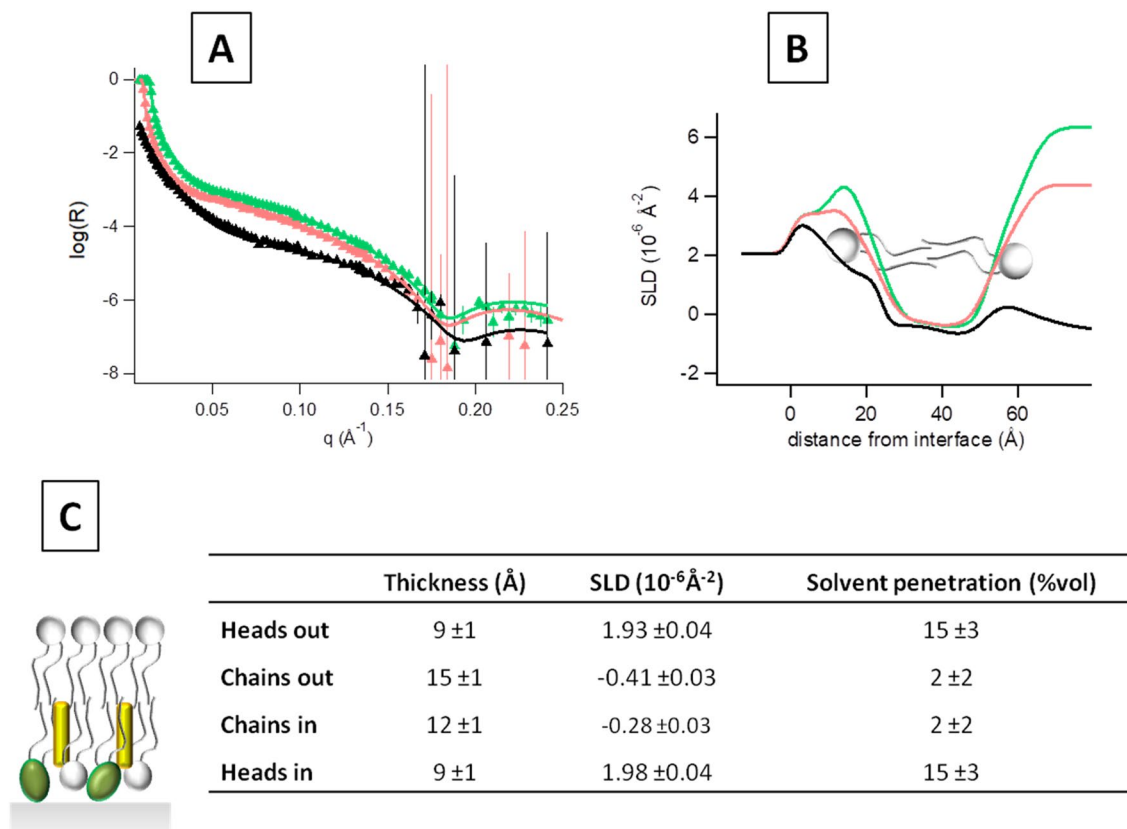 A
0
-2
-4
-6
-8
log(R)
0.05 0.10 0.15 0.20 0.25
q (Å-1)
B
6
4
2
0
-2
SLD (10-6 Å-2)
0 20 40 60
distance from interface (Å)
C
Thickness (Å) SLD (10-6Å-2) Solvent penetration (%vol)
Heads out 9 ±1 1.93 ±0.04 15 ±3
Chains out 15 ±1 -0.41 ±0.03 2 ±2
Chains in 12 ±1 -0.28 ±0.03 2 ±2
Heads in 9 ±1 1.98 ±0.04 15 ±3